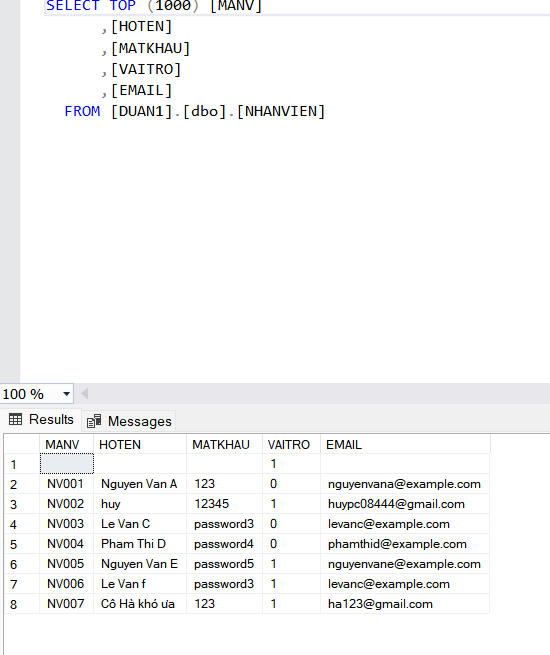 SELECT TOP (1000) [MANV]
,[HOTEN]
,[MATKHAU]
,[VAITRO]
,[EMAIL]
FROM [DUAN1].[dbo].[NHANVIEN]
100 %
Results Messages
MANV HOTEN MATKHAU VAITRO EMAIL
1 1
2 NV001 Nguyen Van A 123 0 nguyenvana@example.com
3 NV002 huy 12345 1 huypc08444@gmail.com
4 NV003 Le Van C password3 0 levanc@example.com
5 NV004 Pham Thi D password4 0 phamthid@example.com
6 NV005 Nguyen Van E password5 1 nguyenvane@example.com
7 NV006 Le Van f password3 1 levanc@example.com
8 NV007 Cô Hà khó ưa 123 1 ha123@gmail.com